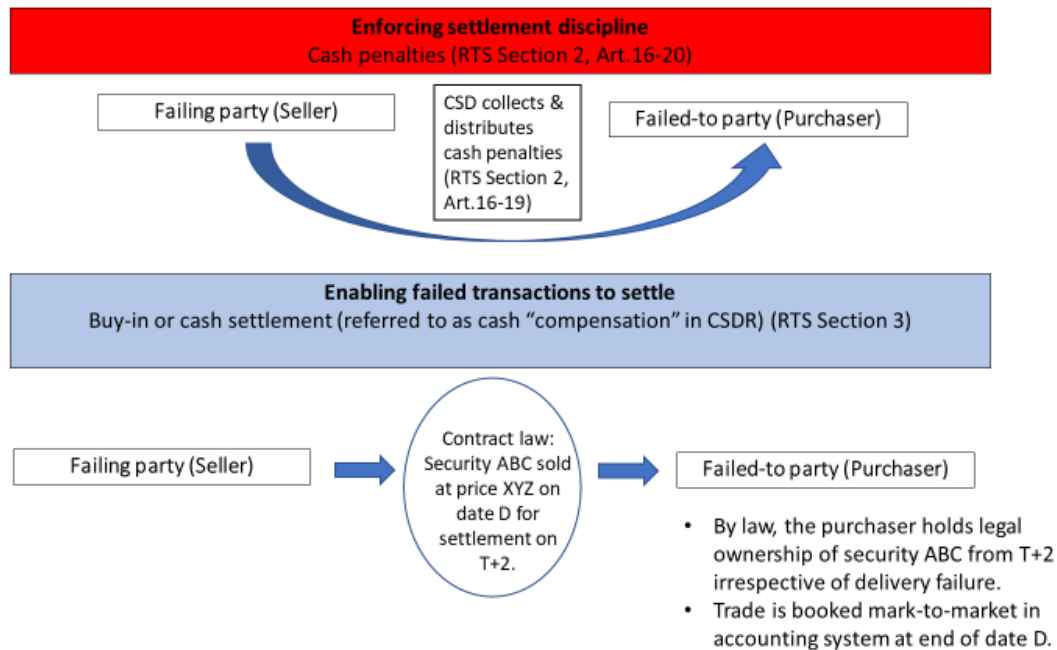 Enforcing settlement discipline
Cash penalties (RTS Section 2, Art.16-20)
Failing party (Seller)
CSD collects &
distributes
cash penalties
(RTS Section 2,
Art.16-19)
Failed-to party (Purchaser)
Enabling failed transactions to settle
Buy-in or cash settlement (referred to as cash “compensation” in CSDR) (RTS Section 3)
Failing party (Seller)
Contract law:
Security ABC sold
at price XYZ on
date D for
settlement on
T+2.
Failed-to party (Purchaser)
• By law, the purchaser holds legal
ownership of security ABC from T+2
irrespective of delivery failure.
• Trade is booked mark-to-market in
accounting system at end of date D.